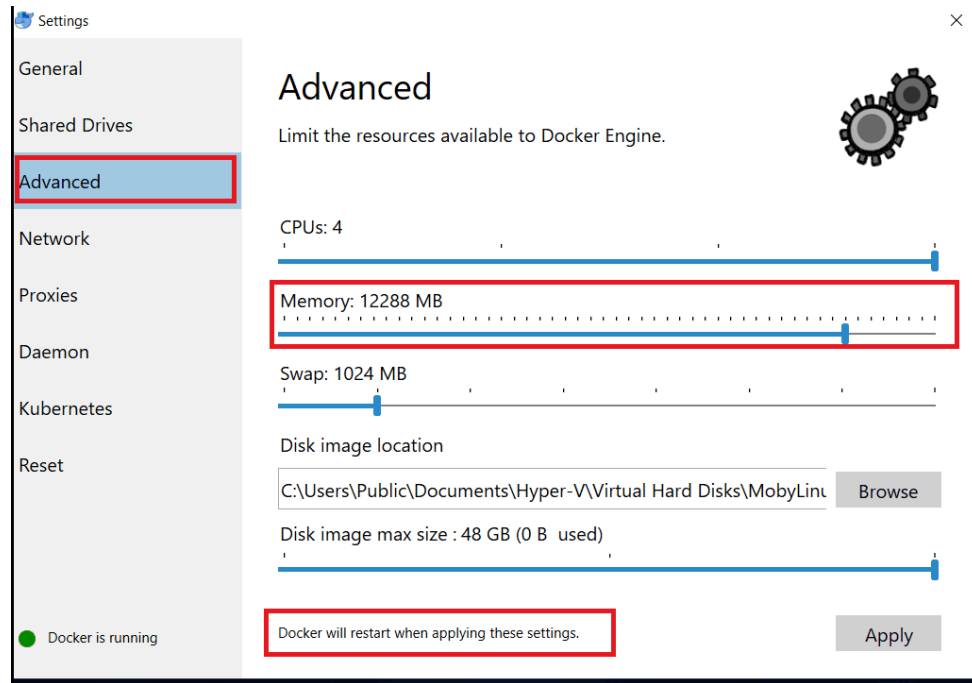 Settings
General
Shared Drives
Advanced
Network
Proxies
Daemon
Kubernetes
Reset
Docker is running
Advanced
Limit the resources available to Docker Engine.
CPUs: 4
Memory: 12288 MB
Swap: 1024 MB
Disk image location
C:\Users\Public\Documents\Hyper-V\Virtual Hard Disks\MobyLinu
Browse
Disk image max size : 48 GB (0 B  used)
Docker will restart when applying these settings.
Apply